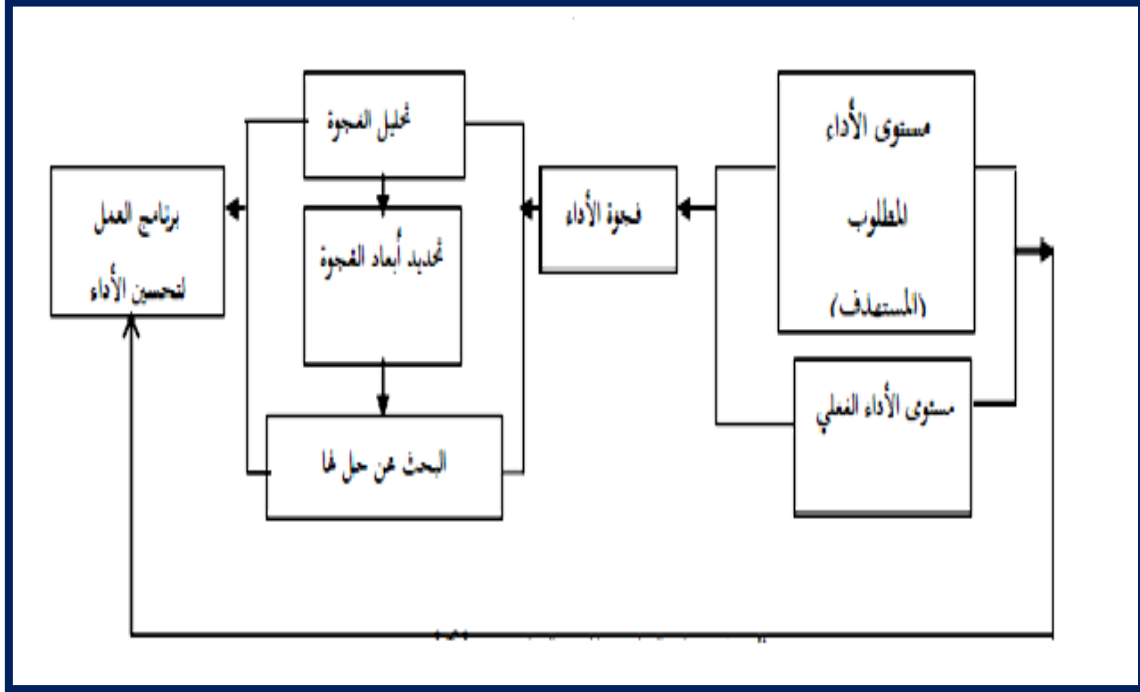 مستوى الأداء
المطلوب
(المستهدف)
مستوى الأداء الفعلي
فجوة الأداء
تحليل الفجوة
تحديد أبعاد الفجوة
البحث عن حل لها
برنامج العمل
لتحسين الأداء